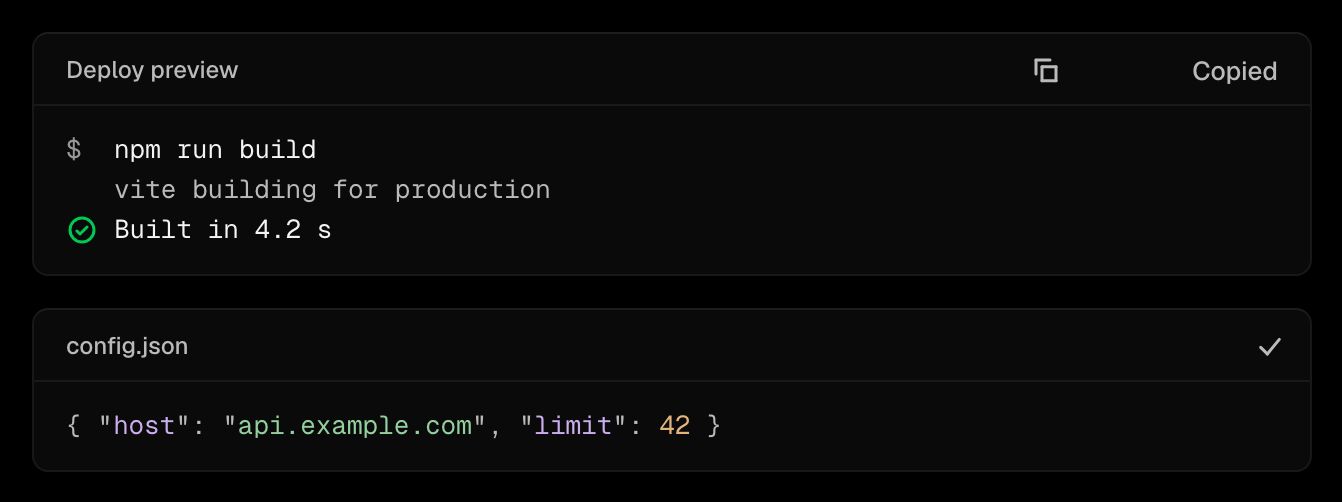 Deploy preview Copied
$ npm run build
vite building for production
Built in 4.2 s
config.json
{ "host": "api.example.com", "limit": 42 }